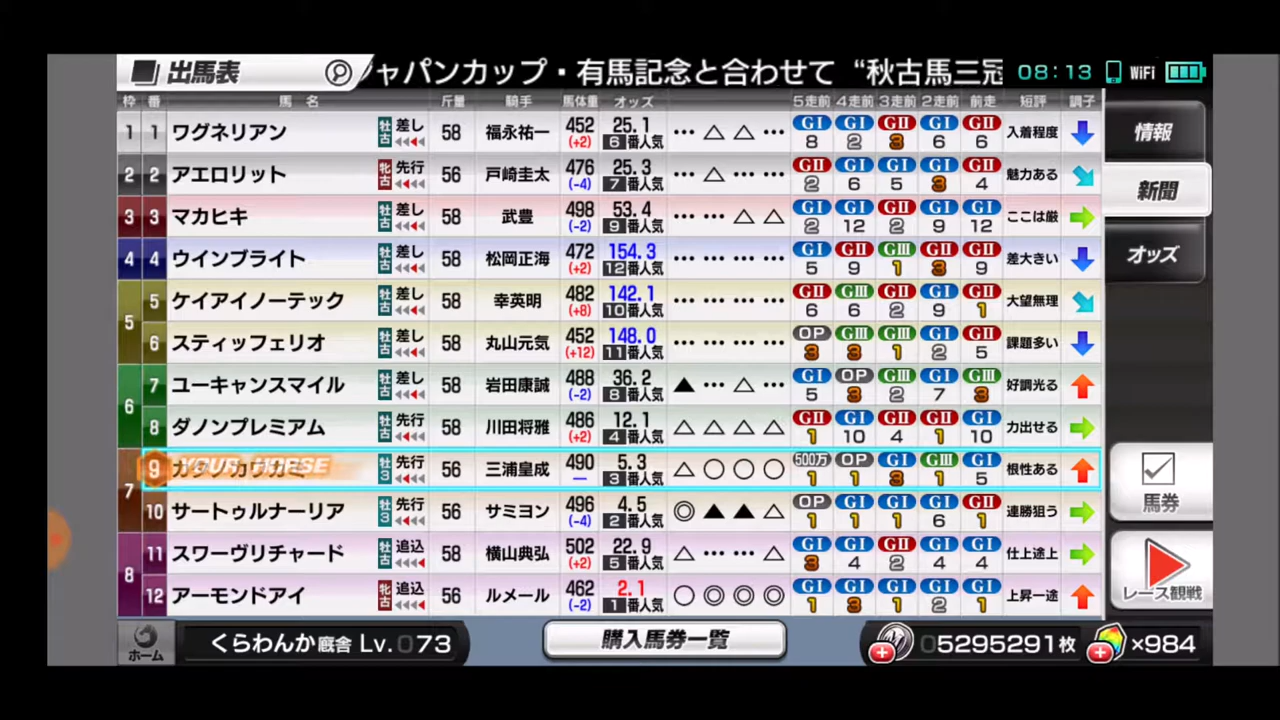 出馬表 ジャパンカップ・有馬記念と合わせて “秋古馬三冠 08:13 WiFi
枠 番 馬名 斤量 騎手 馬体重 オッズ 5走前 4走前 3走前 2走前 前走 短評 調子
1 1 ワグネリアン 牡古 差し 58 福永祐一 452 (+2) 25.1 6番人気 … △ △ … GI 8 GI 2 GII 3 GI 6 GII 6 入着程度
2 2 アエロリット 牝古 先行 56 戸崎圭太 476 (-4) 25.3 7番人気 … △ … … GII 2 GI 6 GI 5 GI 3 GII 4 魅力ある
3 3 マカヒキ 牡古 差し 58 武豊 498 (-2) 53.4 9番人気 … … △ △ GII 2 GI 12 GII 2 GI 9 GI 12 ここは厳
4 4 ウインブライト 牡古 差し 58 松岡正海 472 (+2) 154.3 12番人気 … … … … GI 5 GII 9 GIII 1 GII 3 GII 9 差大きい
5 5 ケイアイノーテック 牡古 差し 58 幸英明 482 (+8) 142.1 10番人気 … … … … GII 6 GIII 6 GII 2 GI 9 GII 1 大望無理
6 スティッフェリオ 牡古 差し 58 丸山元気 452 (+12) 148.0 11番人気 … … … … OP 3 GIII 3 GIII 1 GI 2 GII 5 課題多い
6 7 ユーキャンスマイル 牡古 差し 58 岩田康誠 488 (-2) 36.2 8番人気 ▲ … △ … GI 5 OP 3 GIII 2 GI 7 GIII 3 好調光る
8 ダノンプレミアム 牡古 先行 58 川田将雅 486 (+2) 12.1 4番人気 △ △ △ △ GII 1 GI 10 GII 4 GII 1 GI 10 力出せる
7 9 YOUR HORSE 牡3 先行 56 三浦皇成 490 ― 5.3 3番人気 △ ○ ○ ○ 500万 1 OP 1 GI 3 GIII 1 GI 5 根性ある
10 サートゥルナーリア 牡3 先行 56 サミヨン 496 (-4) 4.5 2番人気 ◎ ▲ ▲ △ OP 1 GI 1 GI 1 GI 6 GII 1 連勝狙う
8 11 スワーヴリチャード 牡古 追込 58 横山典弘 502 (+2) 22.9 5番人気 △ … … △ GI 3 GI 4 GII 2 GI 4 GI 4 仕上途上
12 アーモンドアイ 牝古 追込 56 ルメール 462 (-2) 2.1 1番人気 ○ ◎ ◎ ◎ GI 1 GI 3 GI 1 GI 2 GI 1 上昇一途
情報
新聞
オッズ
馬券
レース観戦
ホーム くらわんか厩舎 Lv.073 購入馬券一覧 05295291枚 ×984